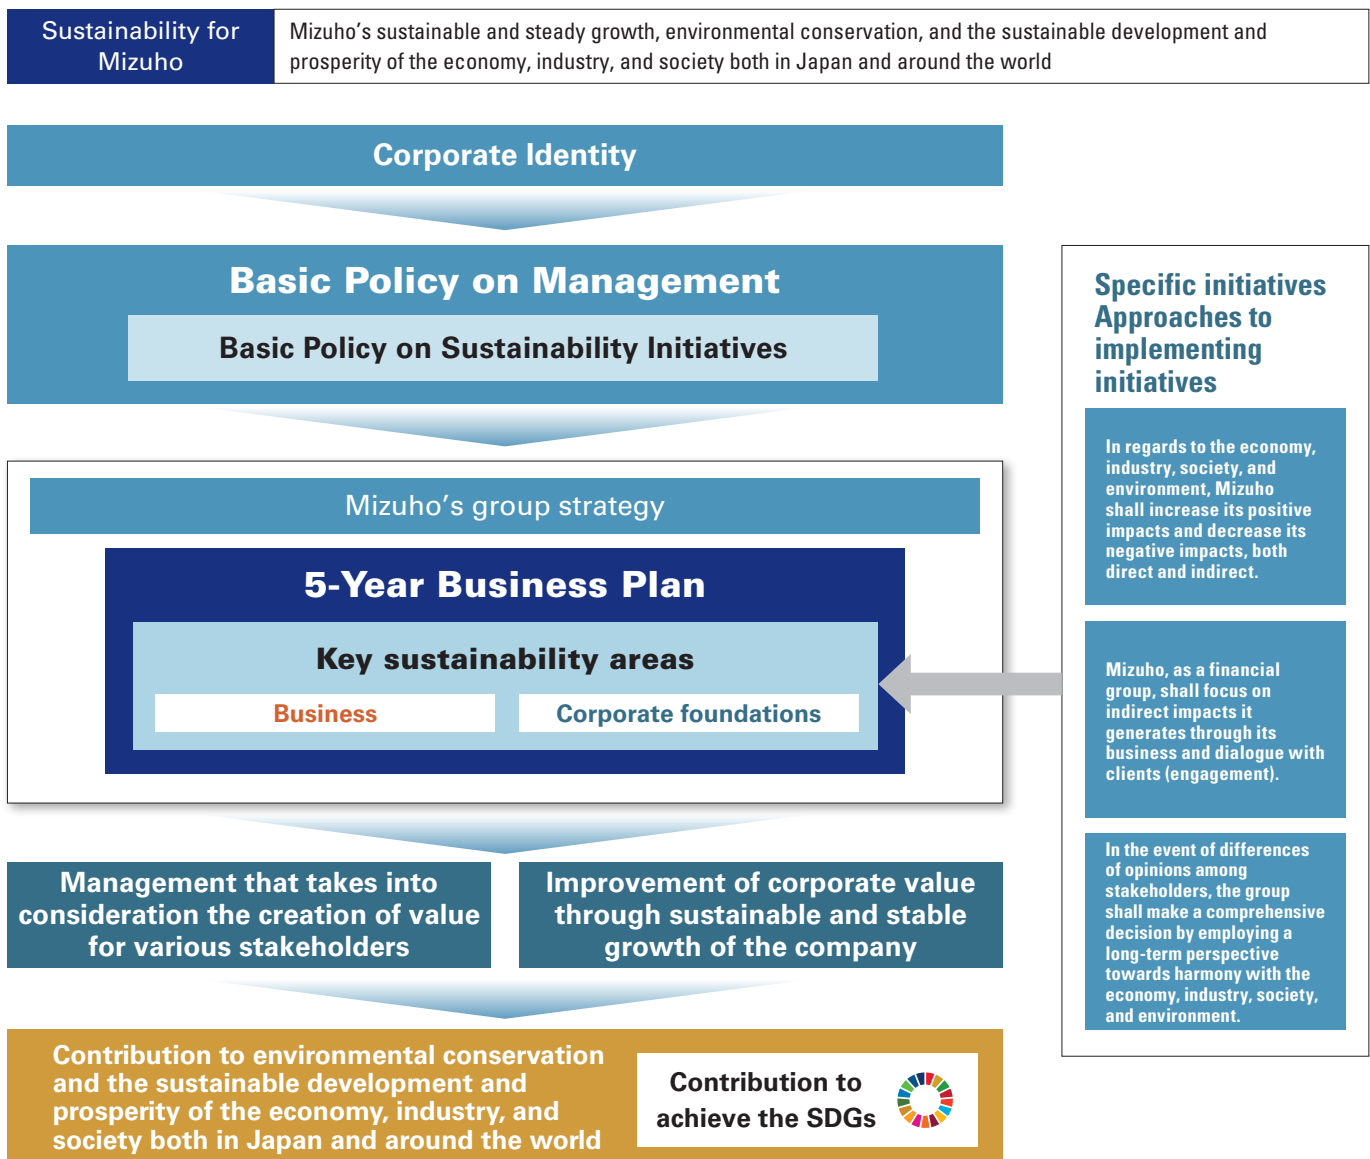 Sustainability for
Mizuho
Mizuho’s sustainable and steady growth, environmental conservation, and the sustainable development and
prosperity of the economy, industry, and society both in Japan and around the world
Corporate Identity
Basic Policy on Management
Basic Policy on Sustainability Initiatives
Mizuho’s group strategy
5-Year Business Plan
Key sustainability areas
Business
Corporate foundations
Management that takes into
consideration the creation of value
for various stakeholders
Improvement of corporate value
through sustainable and stable
growth of the company
Contribution to environmental conservation
and the sustainable development and
prosperity of the economy, industry, and
society both in Japan and around the world
Contribution to
achieve the SDGs
Specific initiatives
Approaches to
implementing
initiatives
In regards to the economy,
industry, society, and
environment, Mizuho
shall increase its positive
impacts and decrease its
negative impacts, both
direct and indirect.
Mizuho, as a financial
group, shall focus on
indirect impacts it
generates through its
business and dialogue with
clients (engagement).
In the event of differences
of opinions among
stakeholders, the group
shall make a comprehensive
decision by employing a
long-term perspective
towards harmony with the
economy, industry, society,
and environment.